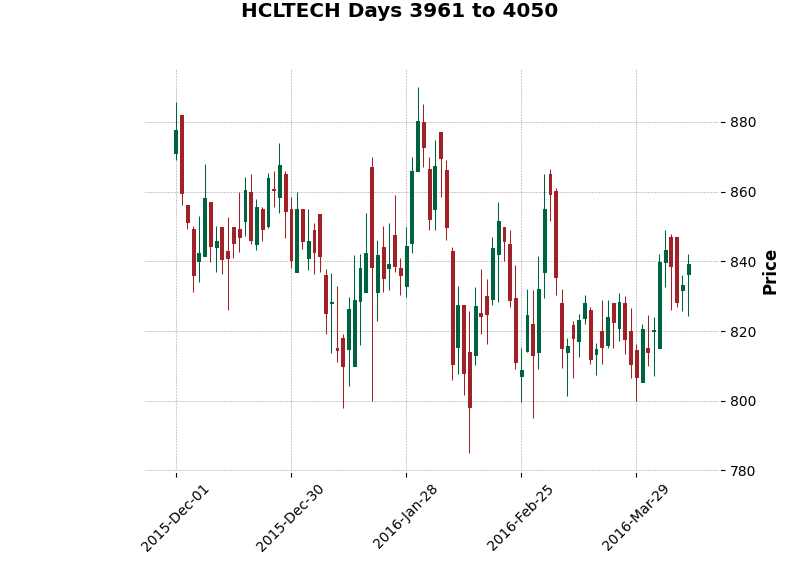 HCLTECH Days 3961 to 4050
880
860
840
820
800
780
Price
2015-Dec-01
2015-Dec-30
2016-Jan-28
2016-Feb-25
2016-Mar-29